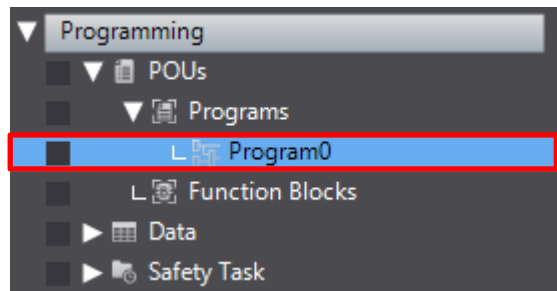 Programming
POUs
Programs
Program0
Function Blocks
Data
Safety Task